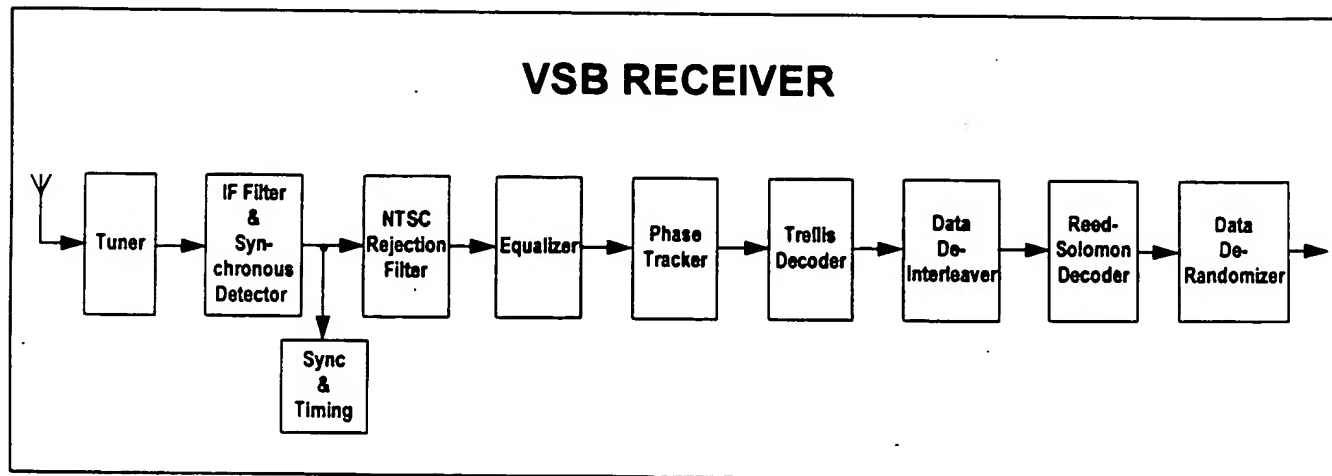 VSB RECEIVER
Tuner
IF Filter
&
Syn-
chronous
Detector
NTSC
Rejection
Filter
Equalizer
Phase
Tracker
Trellis
Decoder
Data
De-
Interleaver
Reed-
Solomon
Decoder
Data
De-
Randomizer
Sync
&
Timing